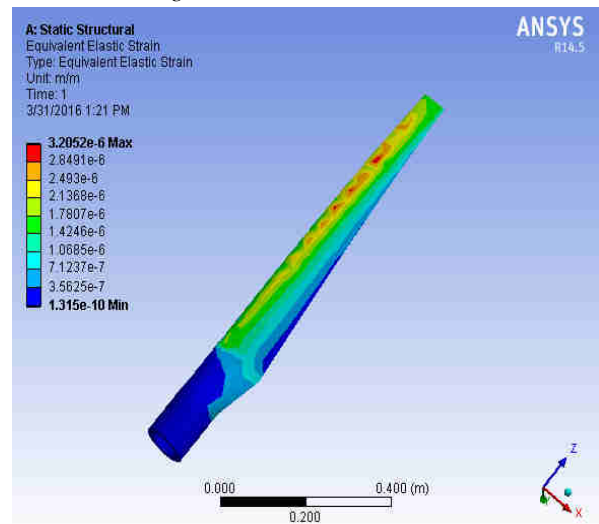 A: Static Structural
Equivalent Elastic Strain
Type: Equivalent Elastic Strain
Unit: m/m
Time: 1
3/31/2016 1:21 PM
ANSYS
R14.5
3.2052e-6 Max
2.8491e-6
2.493e-6
2.1368e-6
1.7807e-6
1.4246e-6
1.0685e-6
7.1237e-7
3.5625e-7
1.315e-10 Min
0.000
0.400 (m)
0.200
Z
Y
X